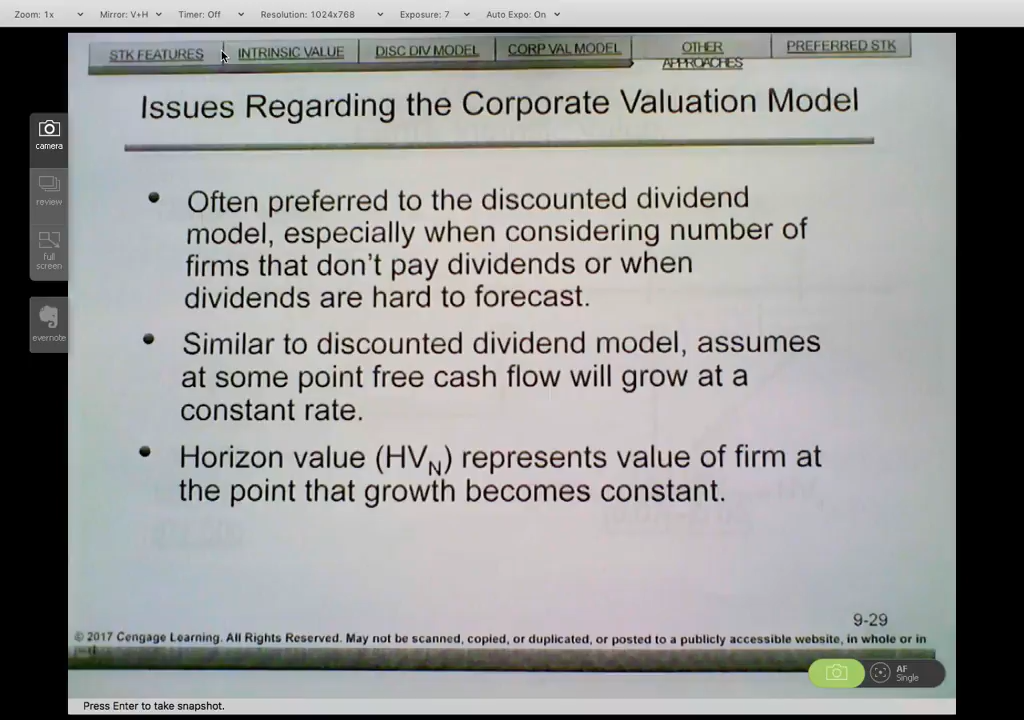 Zoom: 1x Mirror: V+H Timer: Off Resolution: 1024x768 Exposure: 7 Auto Expo: On
STK FEATURES INTRINSIC VALUE DISC DIV MODEL CORP VAL MODEL OTHER APPROACHES PREFERRED STK
Issues Regarding the Corporate Valuation Model
camera
review
full
screen
evernote
• Often preferred to the discounted dividend
model, especially when considering number of
firms that don't pay dividends or when
dividends are hard to forecast.
• Similar to discounted dividend model, assumes
at some point free cash flow will grow at a
constant rate.
• Horizon value (HVN) represents value of firm at
the point that growth becomes constant.
9-29
© 2017 Cengage Learning. All Rights Reserved. May not be scanned, copied, or duplicated, or posted to a publicly accessible website, in whole or in
AF
Single
Press Enter to take snapshot.